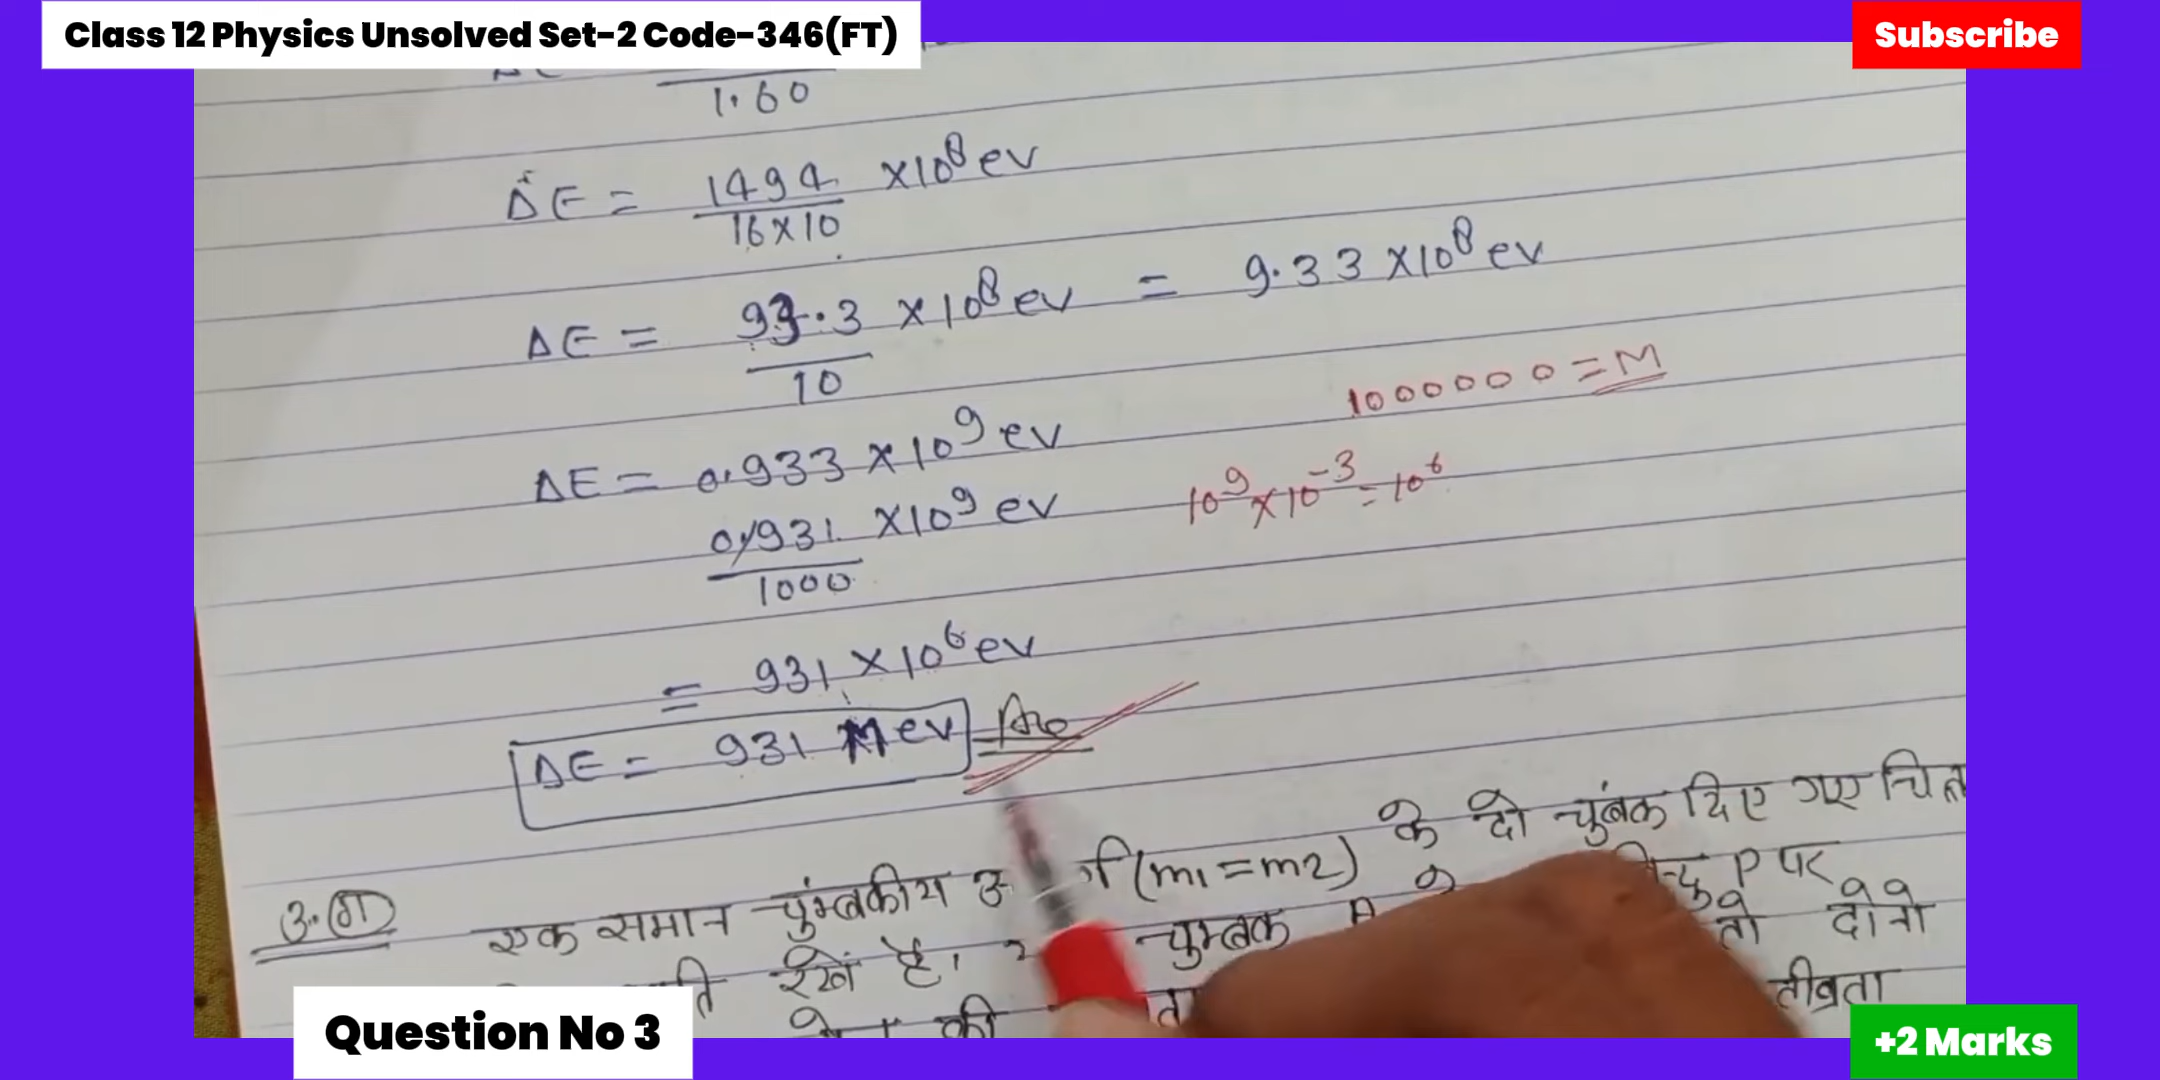 Class 12 Physics Unsolved Set-2 Code-346(FT)
Subscribe
1.60
ΔE = 1494/16×10 ×10⁸ ev
ΔE = 93.3/10 ×10⁸ ev = 9.33 ×10⁸ ev
1000000 = M
ΔE = 0.933 ×10⁹ ev
10⁹×10⁻³ = 10⁶
0,931/1000 ×10⁹ ev
= 931 ×10⁶ ev
ΔE = 931 Mev Ans
3.(ग) एक समान चुम्बकीय (m1=m2) के दो चुंबक दिए गए चित्र
रखें है, चुम्बक P पर
तो दोनो
की तीव्रता
Question No 3
+2 Marks